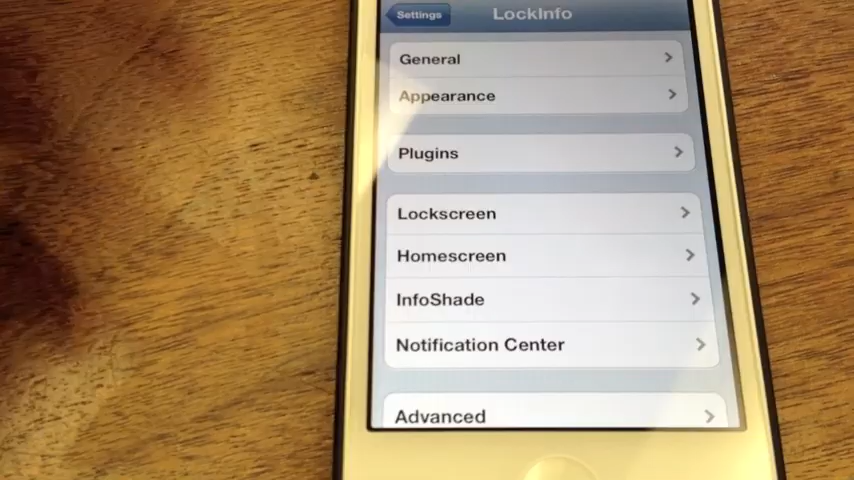 Settings
LockInfo
General
Appearance
Plugins
Lockscreen
Homescreen
InfoShade
Notification Center
Advanced